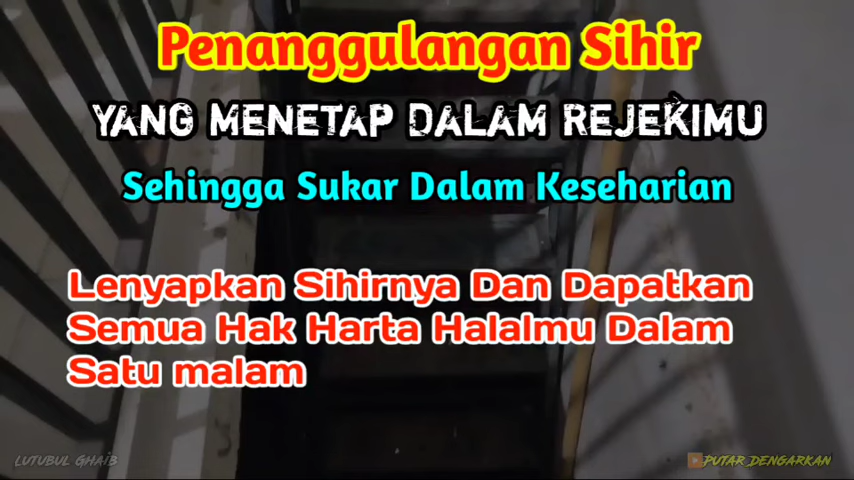 Penanggulangan Sihir
YANG MENETAP DALAM REJEKIMU
Sehingga Sukar Dalam Keseharian
Lenyapkan Sihirnya Dan Dapatkan
Semua Hak Harta Halalmu Dalam
Satu malam
LUTUBUL GHAIB
PUTAR DENGARKAN